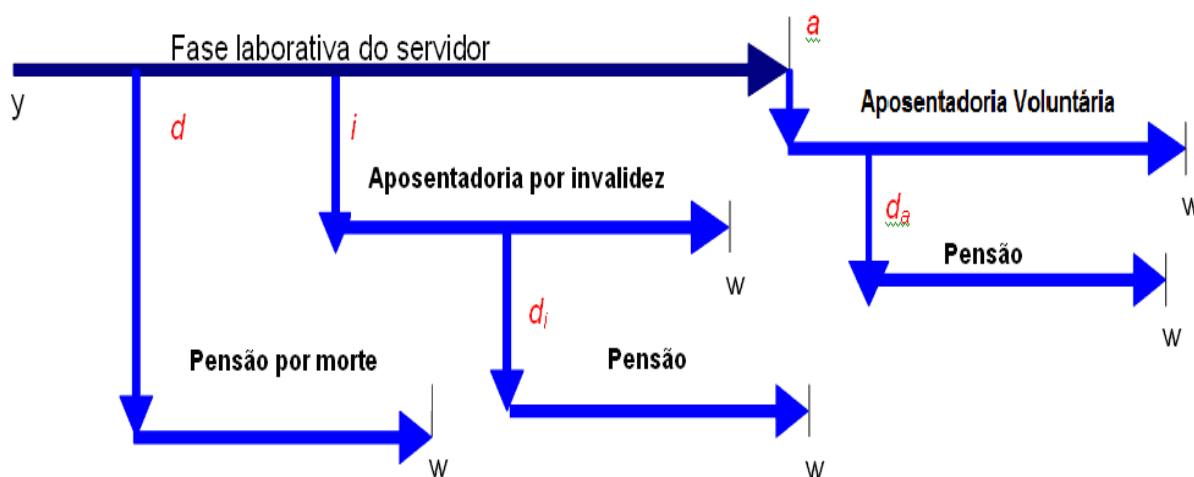 a
Fase laborativa do servidor
y
d
i
Aposentadoria Voluntária
Aposentadoria por invalidez
w
da
Pensão
w
di
w
Pensão por morte
Pensão
w
w